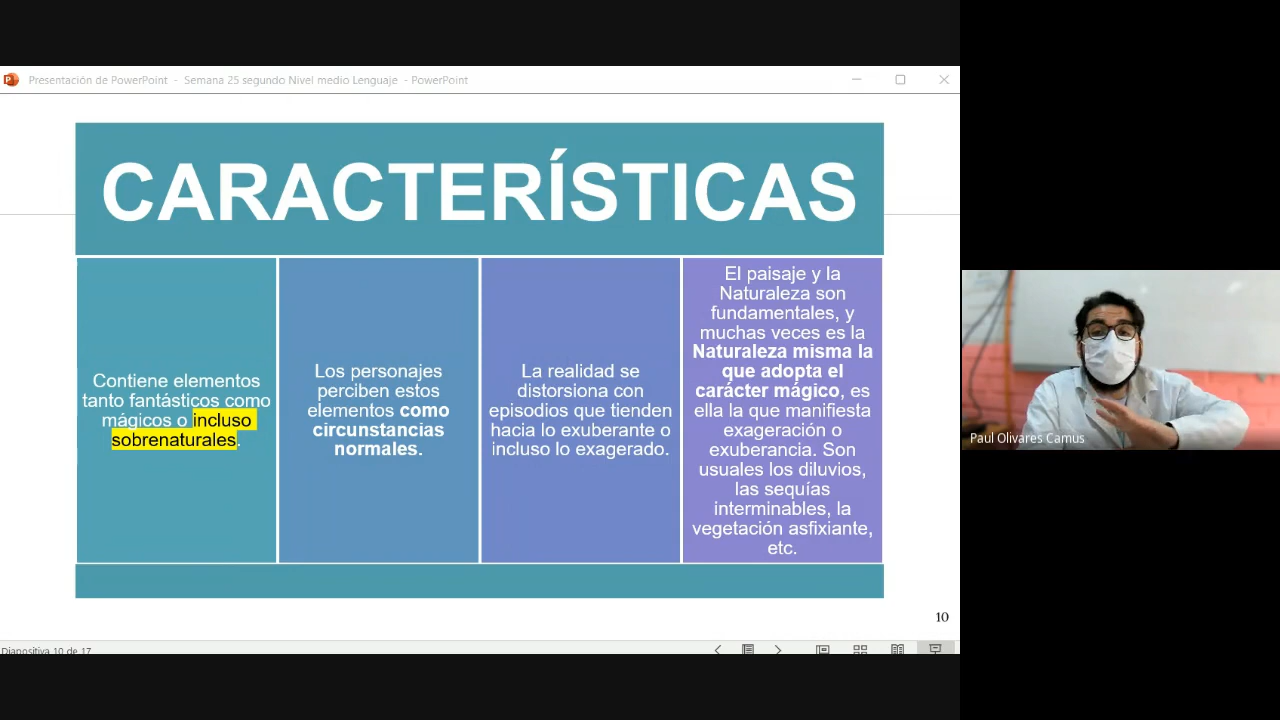 Presentación de PowerPoint - Semana 25 segundo Nivel medio Lenguaje - PowerPoint
CARACTERÍSTICAS
Contiene elementos
tanto fantásticos como
mágicos o incluso
sobrenaturales.
Los personajes
perciben estos
elementos como
circunstancias
normales.
La realidad se
distorsiona con
episodios que tienden
hacia lo exuberante o
incluso lo exagerado.
El paisaje y la
Naturaleza son
fundamentales, y
muchas veces es la
Naturaleza misma la
que adopta el
carácter mágico, es
ella la que manifiesta
exageración o
exuberancia. Son
usuales los diluvios,
las sequías
interminables, la
vegetación asfixiante,
etc.
10
Diapositiva 10 de 17
Paul Olivares Camus